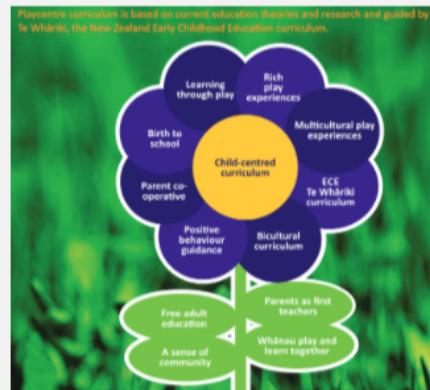 Playcentre curriculum is based on current education theories and research and guided by
Te Whāriki, the New Zealand Early Childhood Education curriculum.
Learning
through play
Rich
play
experiences
Birth to
school
Multicultural play
experiences
Child-centred
curriculum
Parent co-
operative
ECE
Te Whāriki
curriculum
Positive
behaviour
guidance
Bicultural
curriculum
Free adult
education
Parents as first
teachers
A sense of
community
Whānau play and
learn together